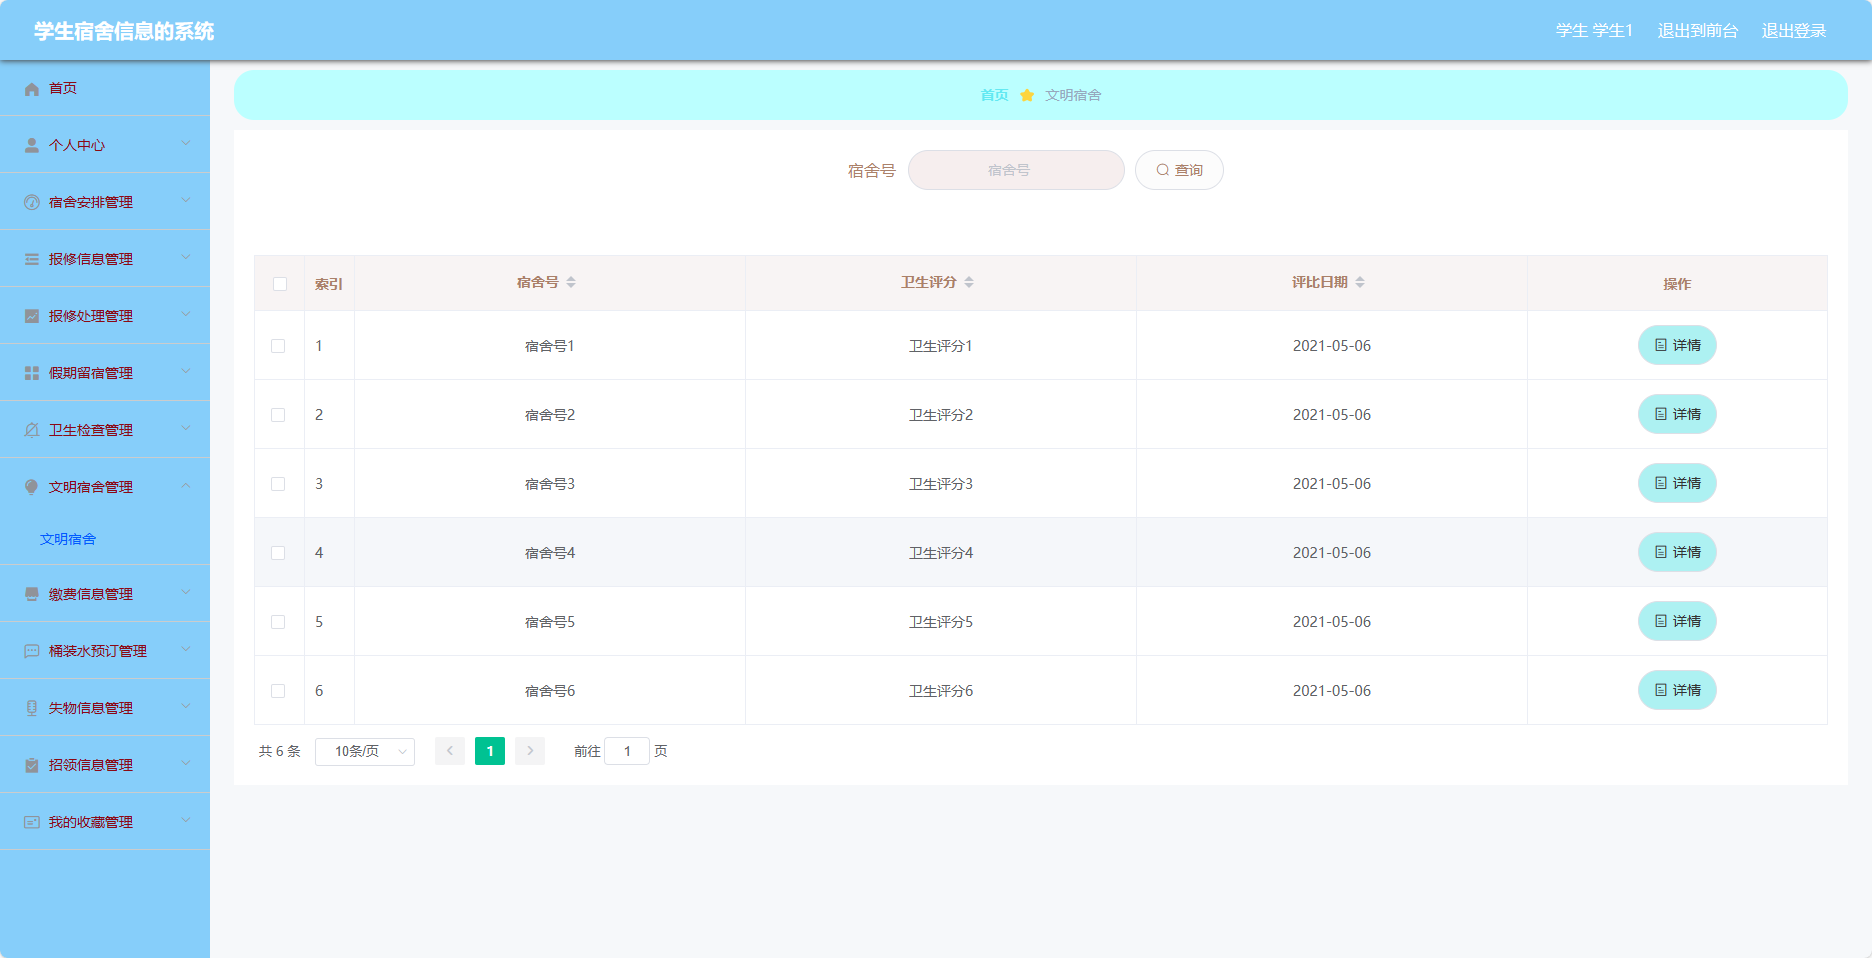 学生宿舍信息的系统
学生 学生1 退出到前台 退出登录
首页
个人中心
宿舍安排管理
报修信息管理
报修处理管理
假期留宿管理
卫生检查管理
文明宿舍管理
文明宿舍
缴费信息管理
桶装水预订管理
失物信息管理
招领信息管理
我的收藏管理
首页 文明宿舍
宿舍号 宿舍号 查询
索引 宿舍号 卫生评分 评比日期 操作
1 宿舍号1 卫生评分1 2021-05-06 详情
2 宿舍号2 卫生评分2 2021-05-06 详情
3 宿舍号3 卫生评分3 2021-05-06 详情
4 宿舍号4 卫生评分4 2021-05-06 详情
5 宿舍号5 卫生评分5 2021-05-06 详情
6 宿舍号6 卫生评分6 2021-05-06 详情
共 6 条 10条/页 1 前往 1 页